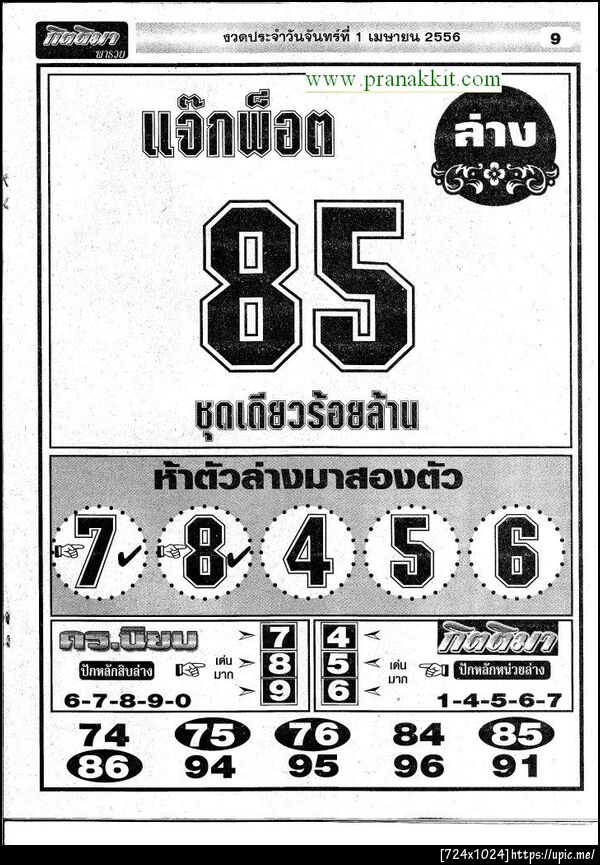 กิตติมา
พารวย
งวดประจำวันจันทร์ที่ 1 เมษายน 2556
9
www.pranakkit.com
แจ๊กพ็อต
ล่าง
85
ชุดเดียวร้อยล้าน
ห้าตัวล่างมาสองตัว
7 8 4 5 6
ดร.นิยม
ปักหลักสิบล่าง
6-7-8-9-0
เด่น
มาก
7
8
9
4
5
6
เด่น
มาก
กิตติมา
ปักหลักหน่วยล่าง
1-4-5-6-7
74 75 76 84 85
86 94 95 96 91
[724x1024]https://upic.me/